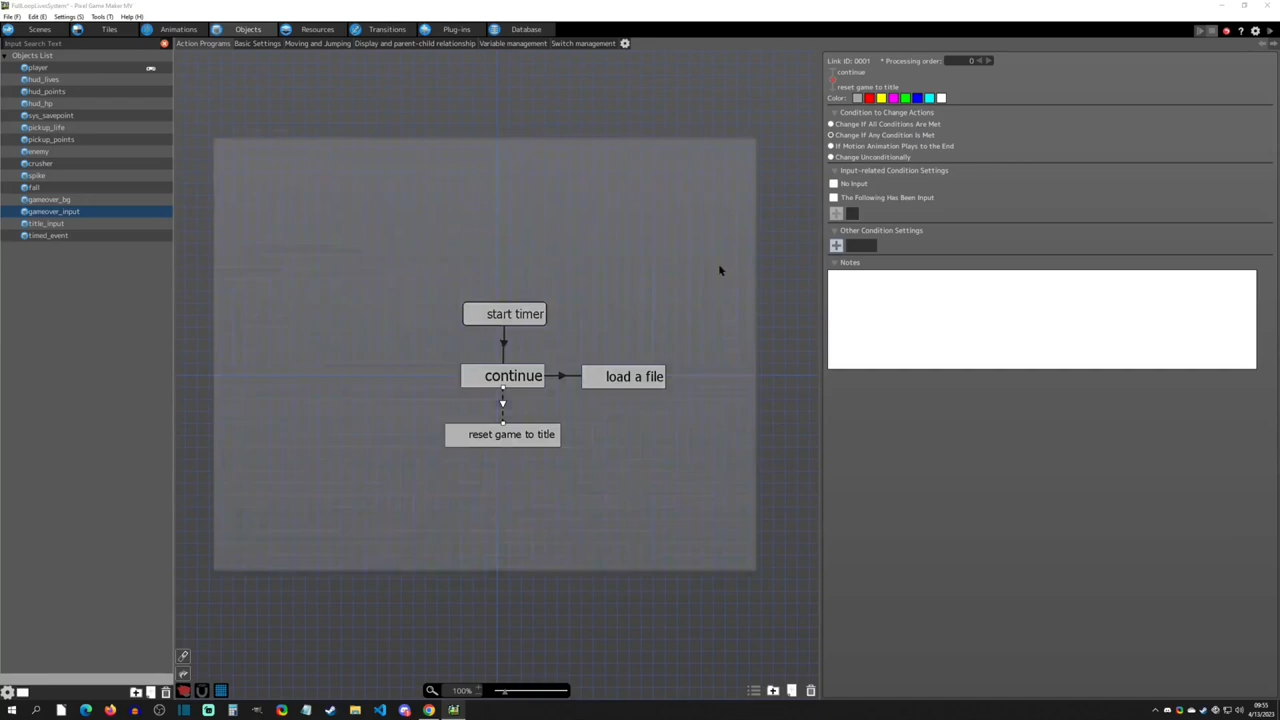 FullLoopLivesSystem* - Pixel Game Maker MV
File (F) Edit (E) Settings (S) Tools (T) Help (H)
Scenes Tiles Animations Objects Resources Transitions Plug-ins Database
Input Search Text
Action Programs Basic Settings Moving and Jumping Display and parent-child relationship Variable management Switch management
Objects List
player
hud_lives
hud_points
hud_hp
sys_savepoint
pickup_life
pickup_points
enemy
crusher
spike
fall
gameover_bg
gameover_input
title_input
timed_event
start timer
continue
load a file
reset game to title
100%
Link ID: 0001 * Processing order: 0
continue
reset game to title
Color:
Condition to Change Actions
Change If All Conditions Are Met
Change If Any Condition Is Met
If Motion Animation Plays to the End
Change Unconditionally
Input-related Condition Settings
No Input
The Following Has Been Input
Other Condition Settings
Notes
09:55
4/13/2023